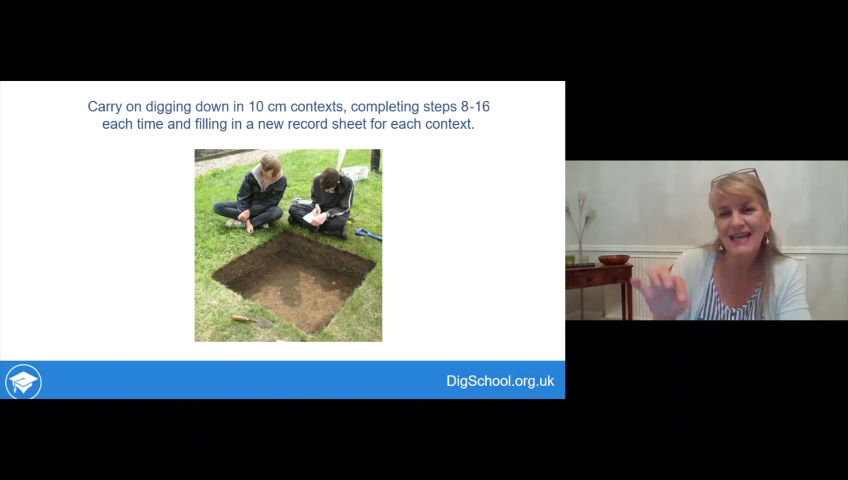 Carry on digging down in 10 cm contexts, completing steps 8-16
each time and filling in a new record sheet for each context.
DigSchool.org.uk